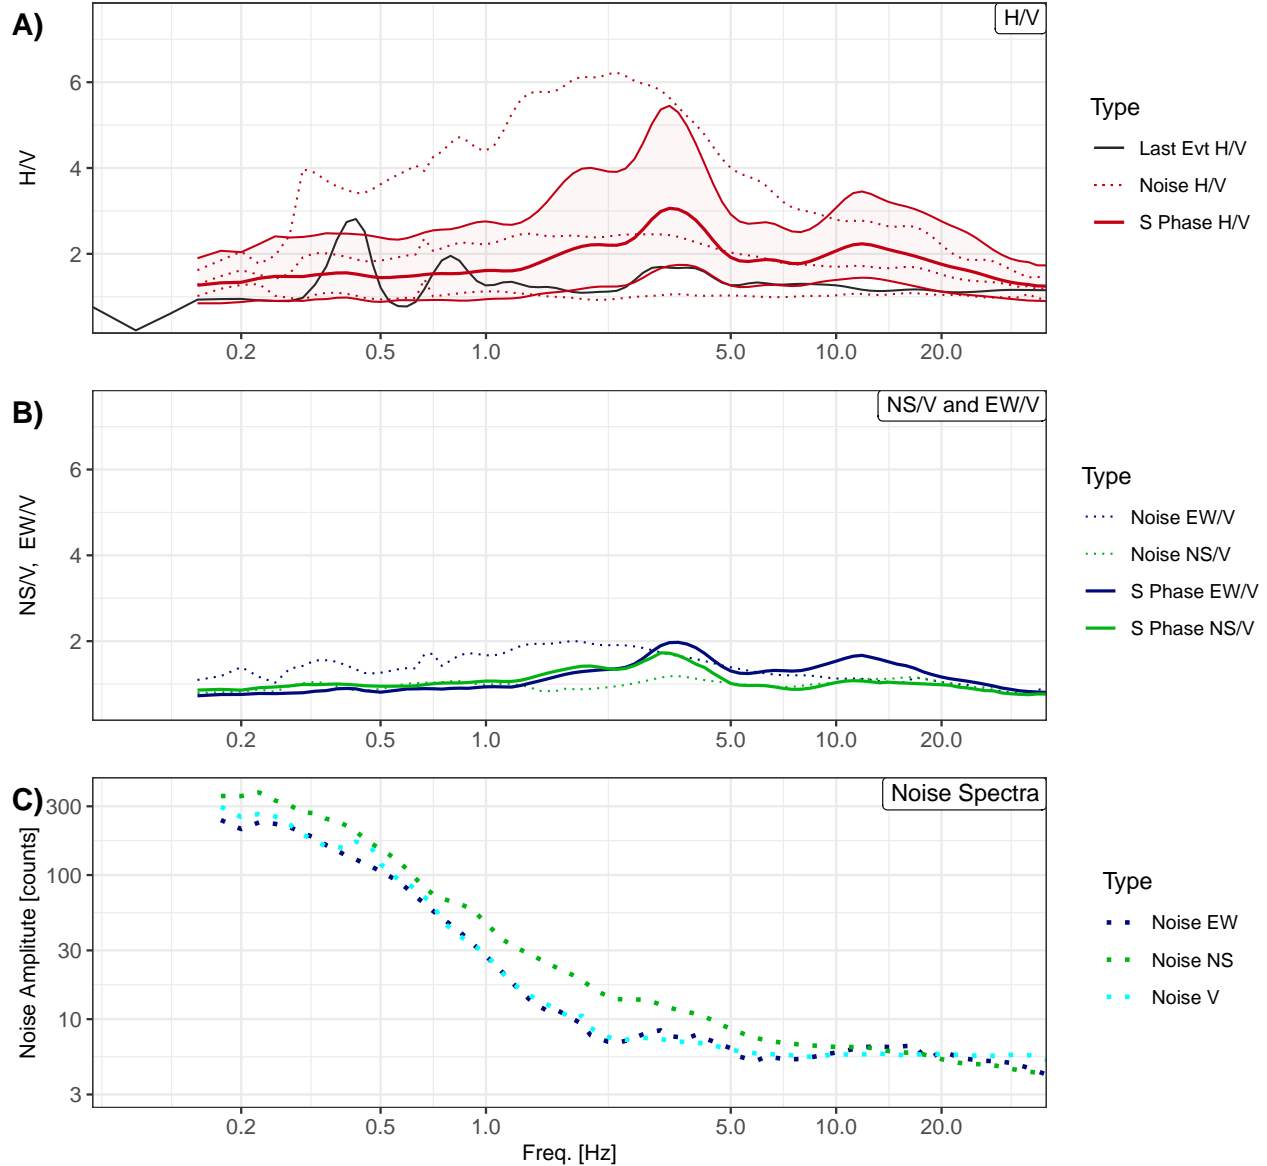 A)
H/V
H/V
6
4
2
0.2 0.5 1.0 5.0 10.0 20.0
Type
Last Evt H/V
Noise H/V
S Phase H/V
B)
NS/V and EW/V
NS/V, EW/V
6
4
2
0.2 0.5 1.0 5.0 10.0 20.0
Type
Noise EW/V
Noise NS/V
S Phase EW/V
S Phase NS/V
C)
Noise Spectra
Noise Amplitute [counts]
300
100
30
10
3
0.2 0.5 1.0 5.0 10.0 20.0
Freq. [Hz]
Type
Noise EW
Noise NS
Noise V